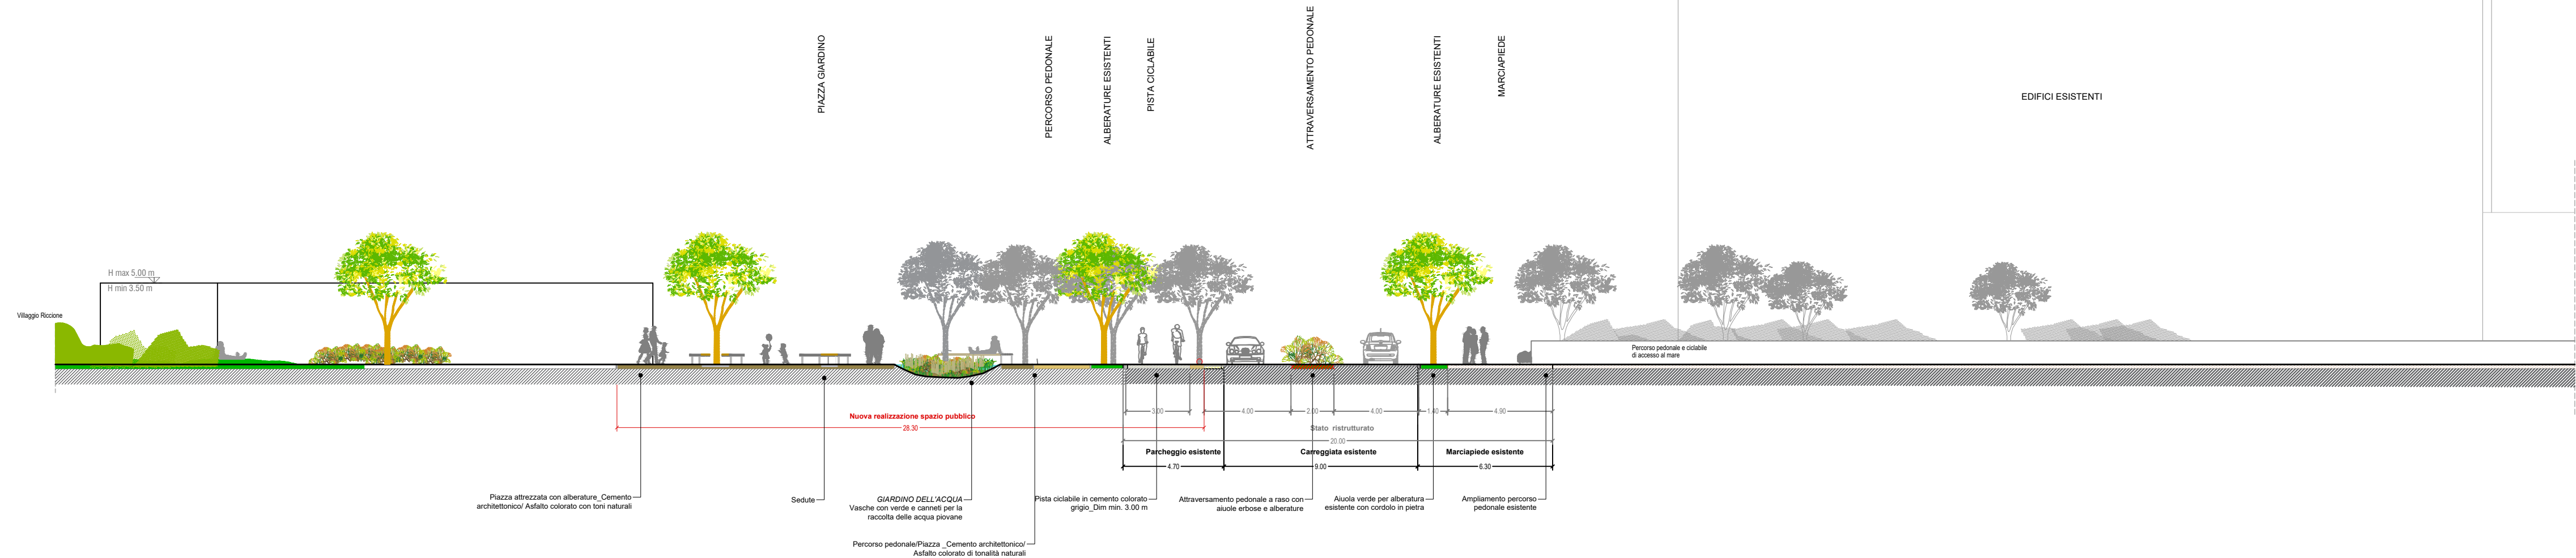 PIAZZA GIARDINO
PERCORSO PEDONALE
ALBERATURE ESISTENTI
PISTA CICLABILE
ATTRAVERSAMENTO PEDONALE
ALBERATURE ESISTENTI
MARCIAPIEDE
EDIFICI ESISTENTI
H max 5.00 m
H min 3.50 m
Villaggio Riccione
Percorso pedonale e ciclabile
di accesso al mare
3.00
4.00
2.00
4.00
1.40
4.90
Nuova realizzazione spazio pubblico
28.30
Stato ristrutturato
20.00
Parcheggio esistente
Carreggiata esistente
Marciapiede esistente
4.70
9.00
6.30
Piazza attrezzata con alberature_Cemento
architettonico/ Asfalto colorato con toni naturali
Sedute
GIARDINO DELL'ACQUA
Vasche con verde e canneti per la
raccolta delle acqua piovane
Percorso pedonale/Piazza _Cemento architettonico/
Asfalto colorato di tonalità naturali
Pista ciclabile in cemento colorato
grigio_Dim min. 3.00 m
Attraversamento pedonale a raso con
aiuole erbose e alberature
Aiuola verde per alberatura
esistente con cordolo in pietra
Ampliamento percorso
pedonale esistente